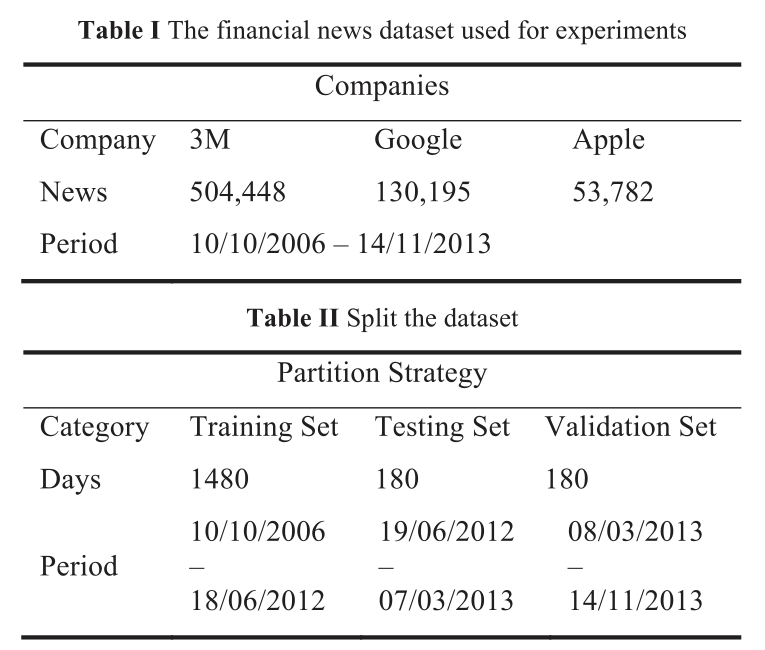 Table I The financial news dataset used for experiments
Companies
Company 3M Google Apple
News 504,448 130,195 53,782
Period 10/10/2006 – 14/11/2013
Table II Split the dataset
Partition Strategy
Category Training Set Testing Set Validation Set
Days 1480 180 180
10/10/2006 19/06/2012 08/03/2013
Period – – –
18/06/2012 07/03/2013 14/11/2013